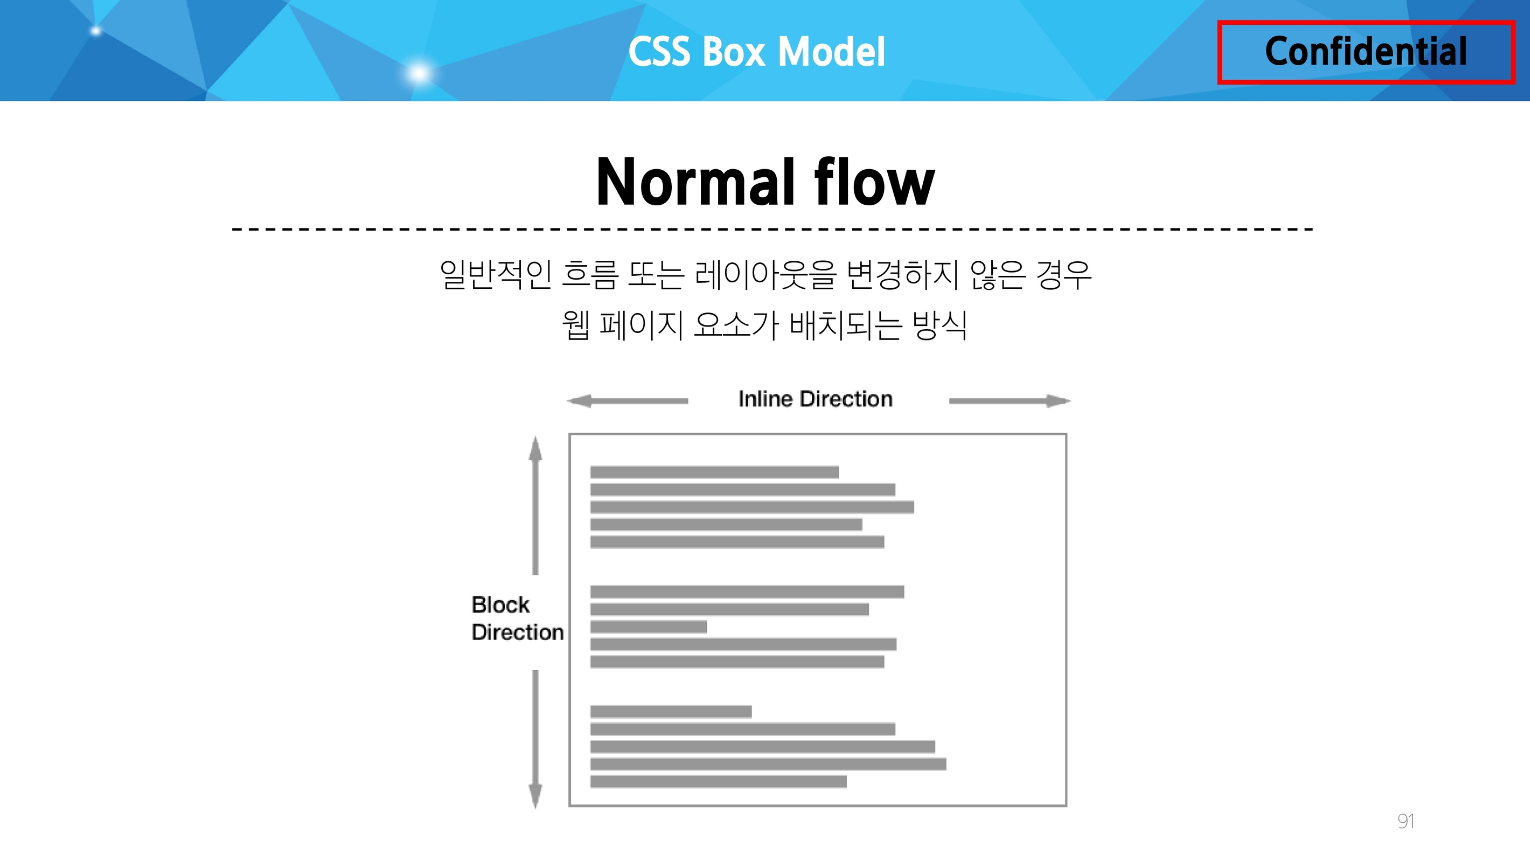 CSS Box Model
Confidential
Normal flow
일반적인 흐름 또는 레이아웃을 변경하지 않은 경우
웹 페이지 요소가 배치되는 방식
Inline Direction
Block
Direction
91